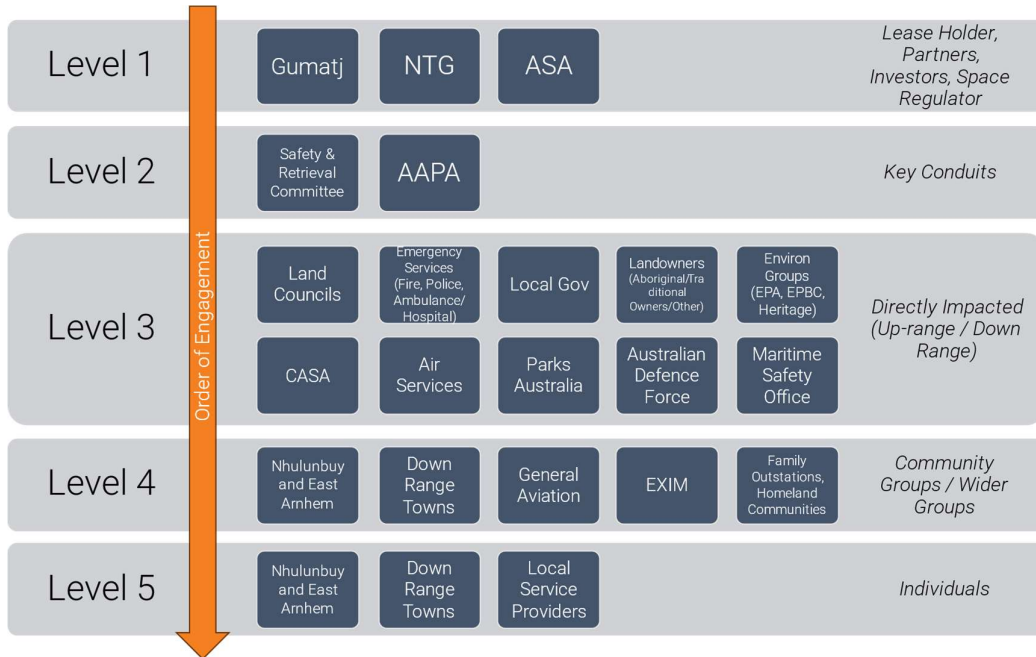 Level 1
Gumatj
NTG
ASA
Lease Holder,
Partners,
Investors, Space
Regulator
Level 2
Safety &
Retrieval
Committee
AAPA
Key Conduits
Order of Engagement
Level 3
Land
Councils
Emergency
Services
(Fire, Police,
Ambulance/
Hospital)
Local Gov
Landowners
(Aboriginal/Tra
ditional
Owners/Other)
Environ
Groups
(EPA, EPBC,
Heritage)
CASA
Air
Services
Parks
Australia
Australian
Defence
Force
Maritime
Safety
Office
Directly Impacted
(Up-range / Down
Range)
Level 4
Nhulunbuy
and East
Arnhem
Down
Range
Towns
General
Aviation
EXIM
Family
Outstations,
Homeland
Communities
Community
Groups / Wider
Groups
Level 5
Nhulunbuy
and East
Arnhem
Down
Range
Towns
Local
Service
Providers
Individuals